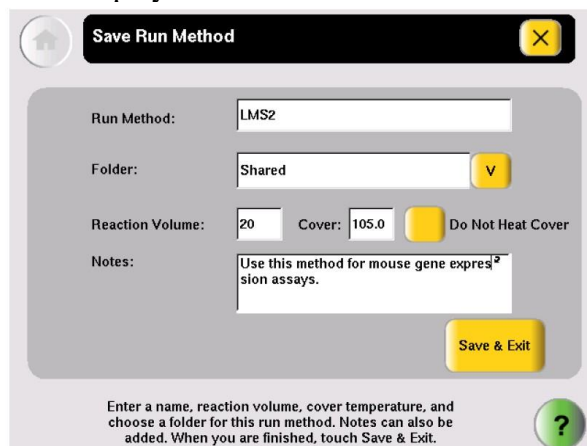 Save Run Method
Run Method: LMS2
Folder: Shared V
Reaction Volume: 20 Cover: 105.0 Do Not Heat Cover
Notes: Use this method for mouse gene expres
sion assays.
Save & Exit
Enter a name, reaction volume, cover temperature, and
choose a folder for this run method. Notes can also be
added. When you are finished, touch Save & Exit.
?